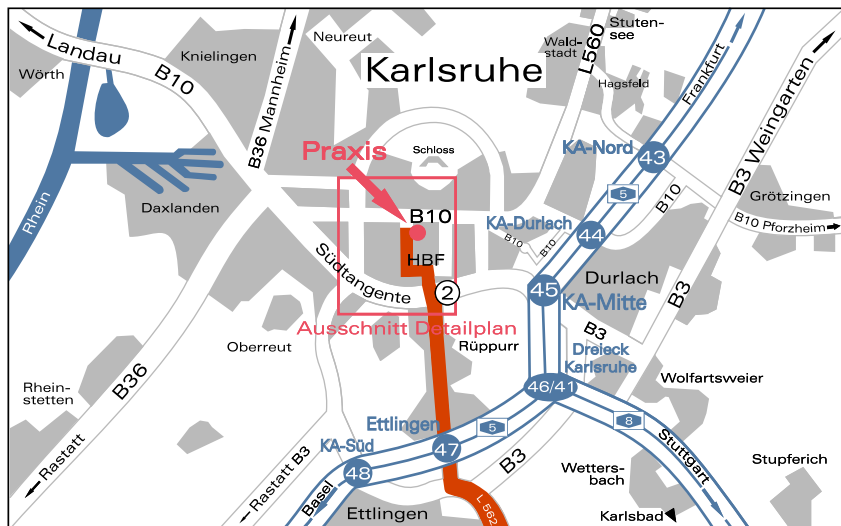 Landau
B10
Wörth
Knielingen
Neureut
B36 Mannheim
Karlsruhe
Wald-
stadt
L560
Stuten-
see
Hagsfeld
Frankfurt
B3 Weingarten
Praxis
Schloss
KA-Nord
43
5
Grötzingen
B10
B10 Pforzheim
Rhein
Daxlanden
B10
KA-Durlach
B10
B10
44
HBF
Südtangente
2
45
Durlach
KA-Mitte
B3
Ausschnitt Detailplan
Oberreut
Rüppurr
B3
Dreieck
Karlsruhe
46/41
Wolfartsweier
B36
Rhein-
stetten
Rastatt
Ettlingen
5
8
KA-Süd
47
48
B3
Rastatt B3
Basel
Stuttgart
Stupferich
Wetters-
bach
Karlsbad
L 562
Ettlingen